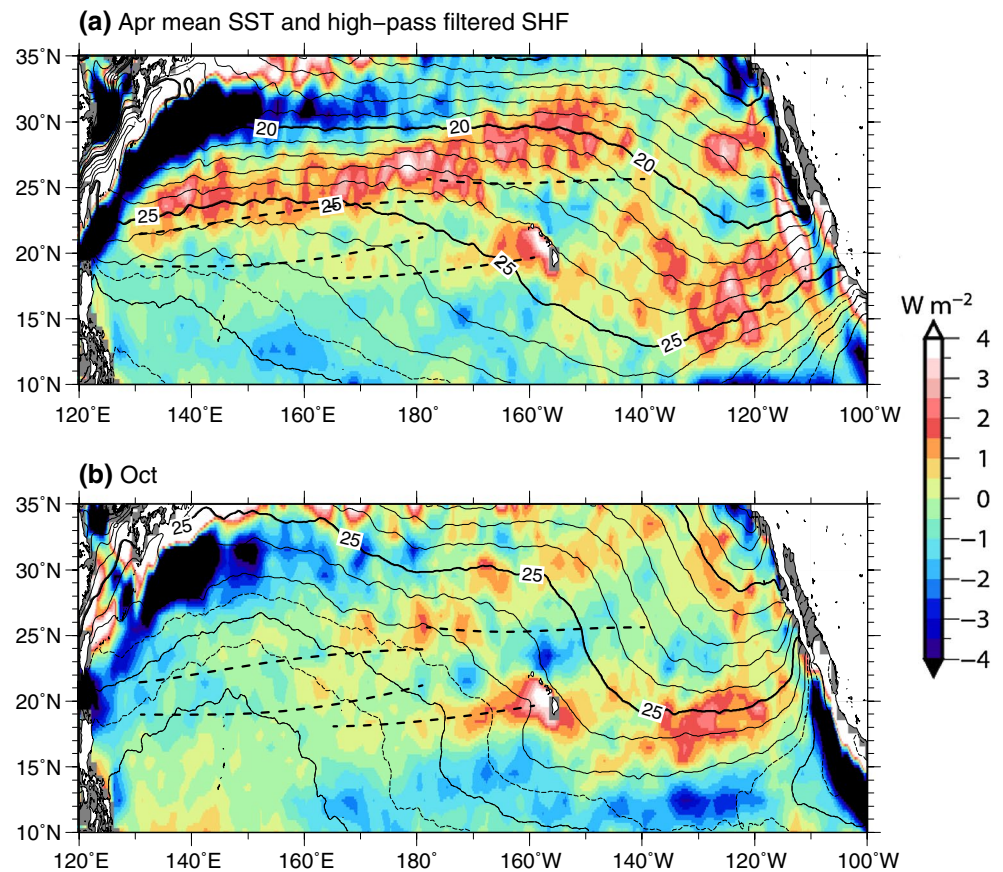 (a) Apr mean SST and high−pass filtered SHF
35˚N
30˚N
25˚N
20˚N
15˚N
10˚N
20
20
20
25
25
25
25
120˚E
140˚E
160˚E
180˚
160˚W
140˚W
120˚W
100˚W
W m−2
4
3
2
1
0
−1
−2
−3
−4
(b) Oct
35˚N
30˚N
25˚N
20˚N
15˚N
10˚N
25
25
25
25
120˚E
140˚E
160˚E
180˚
160˚W
140˚W
120˚W
100˚W